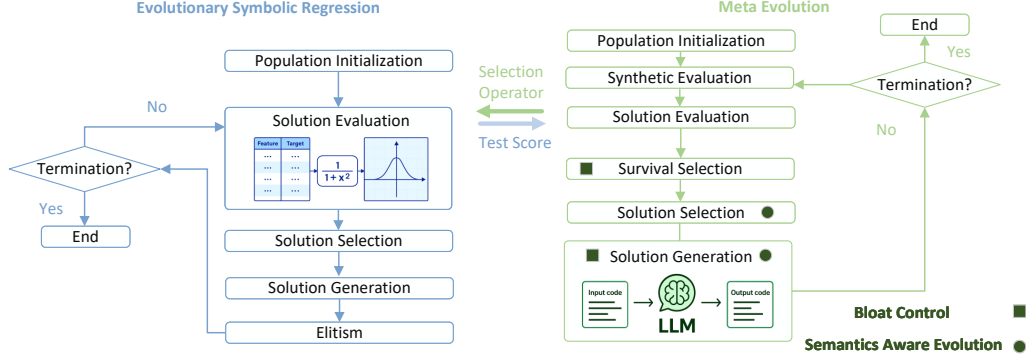 Evolutionary Symbolic Regression
Population Initialization
Solution Evaluation
Feature Target
... ...
... ...
... ...
... ...
1
1 + x²
No
Termination?
Yes
End
Solution Selection
Solution Generation
Elitism
Selection
Operator
Test Score
Meta Evolution
Population Initialization
Synthetic Evaluation
Solution Evaluation
Survival Selection
Solution Selection
Solution Generation
Input code
LLM
Output code
End
Yes
Termination?
No
Bloat Control
Semantics Aware Evolution